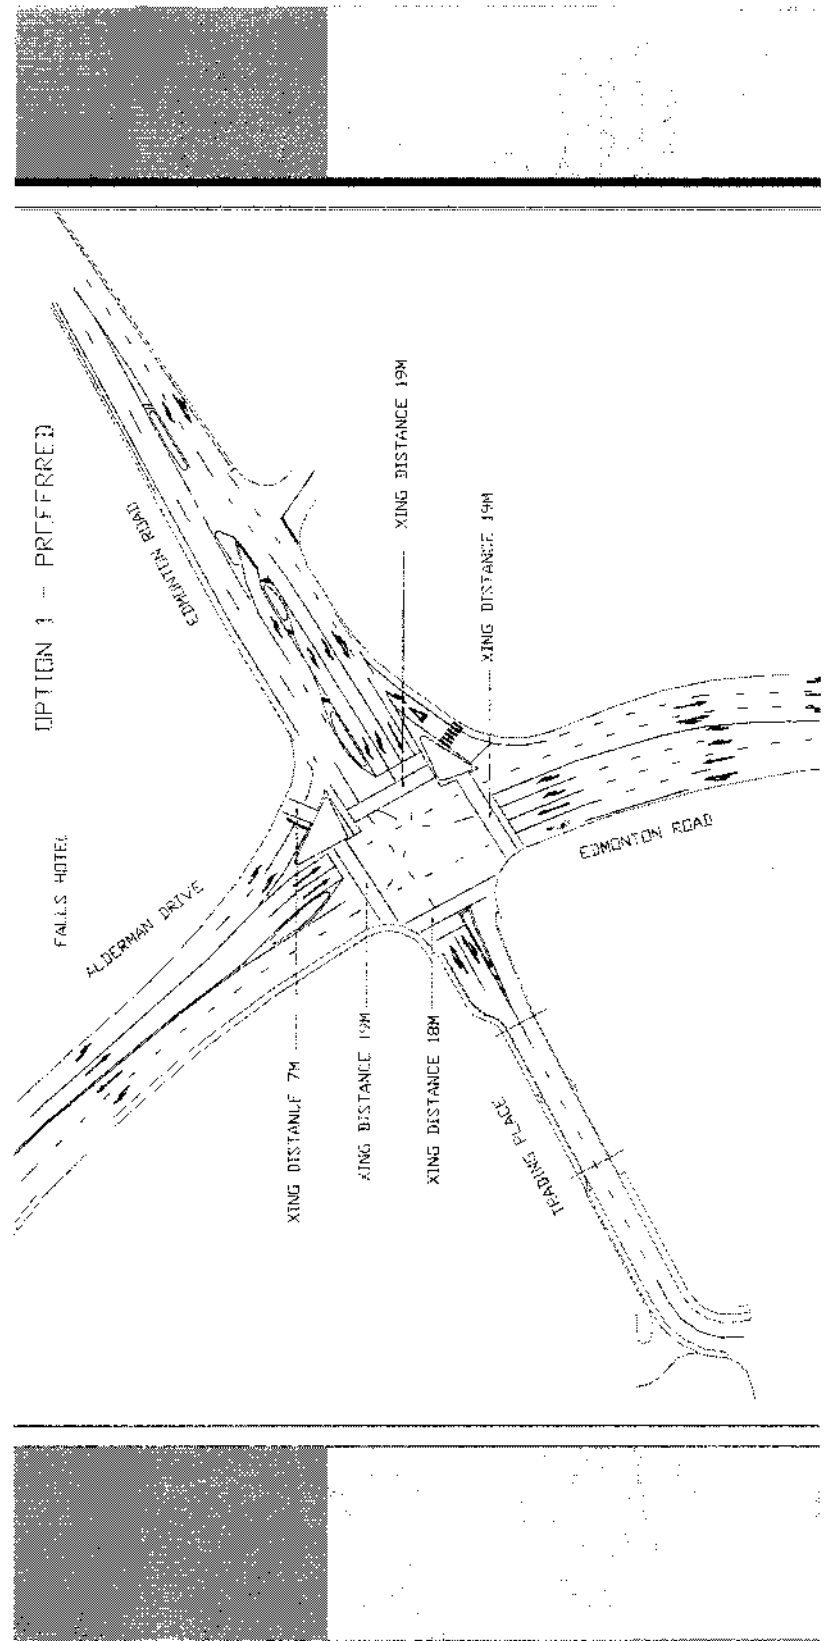 OPTION 1 - PREFERRED
FALLS HOTEL
EDMONTON ROAD
ALDERMAN DRIVE
XING DISTANCE 7M
XING DISTANCE 19M
XING DISTANCE 19M
XING DISTANCE 18M
XING DISTANCE 19M
TRADING PLACE
EDMONTON ROAD